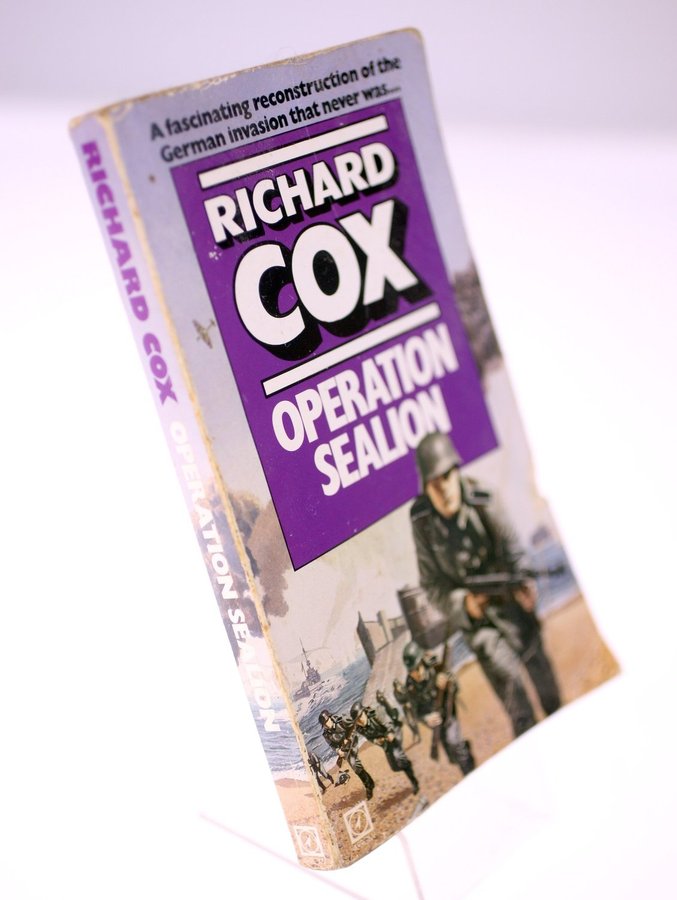 A fascinating reconstruction of the
German invasion that never was....
RICHARD
COX
OPERATION
SEALION
RICHARD COX OPERATION SEALION